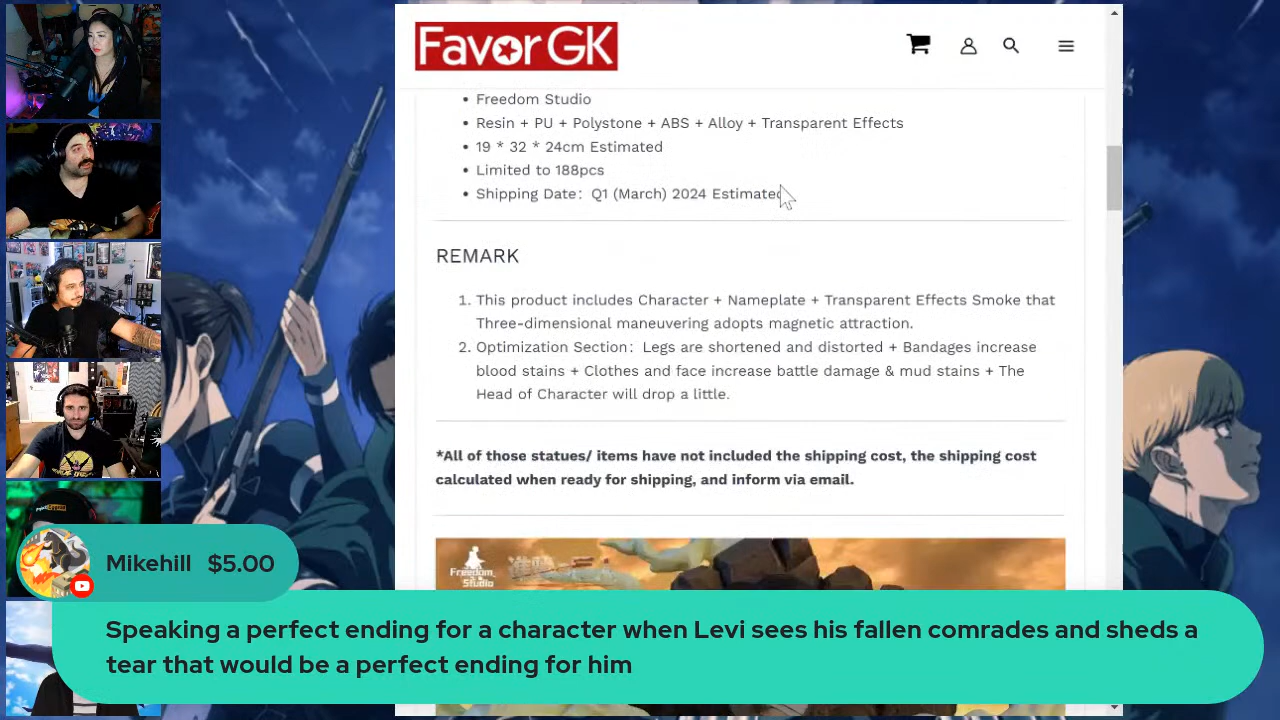 Favor GK
• Freedom Studio
• Resin + PU + Polystone + ABS + Alloy + Transparent Effects
• 19 * 32 * 24cm Estimated
• Limited to 188pcs
• Shipping Date： Q1 (March) 2024 Estimated
REMARK
1. This product includes Character + Nameplate + Transparent Effects Smoke that
Three-dimensional maneuvering adopts magnetic attraction.
2. Optimization Section： Legs are shortened and distorted + Bandages increase
blood stains + Clothes and face increase battle damage & mud stains + The
Head of Character will drop a little.
*All of those statues/ items have not included the shipping cost, the shipping cost
calculated when ready for shipping, and inform via email.
Freedom
Studio
Mikehill $5.00
Speaking a perfect ending for a character when Levi sees his fallen comrades and sheds a
tear that would be a perfect ending for him